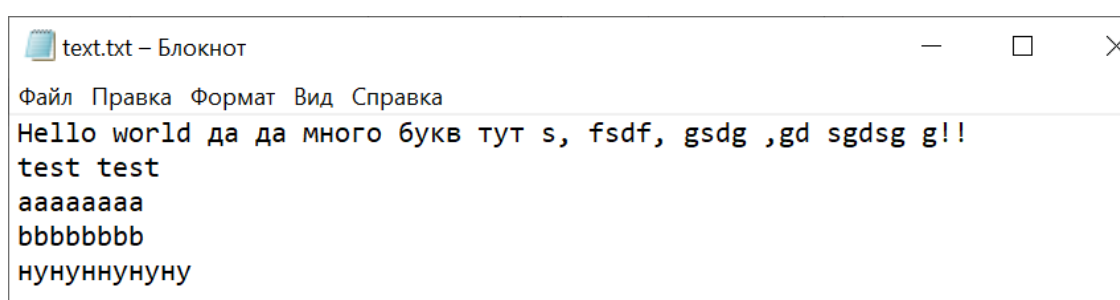 text.txt – Блокнот
Файл Правка Формат Вид Справка
Hello world да да много букв тут s, fsdf, gsdg ,gd sgdsg g!!
test test
aaaaaaaa
bbbbbbbb
нунуннунуну